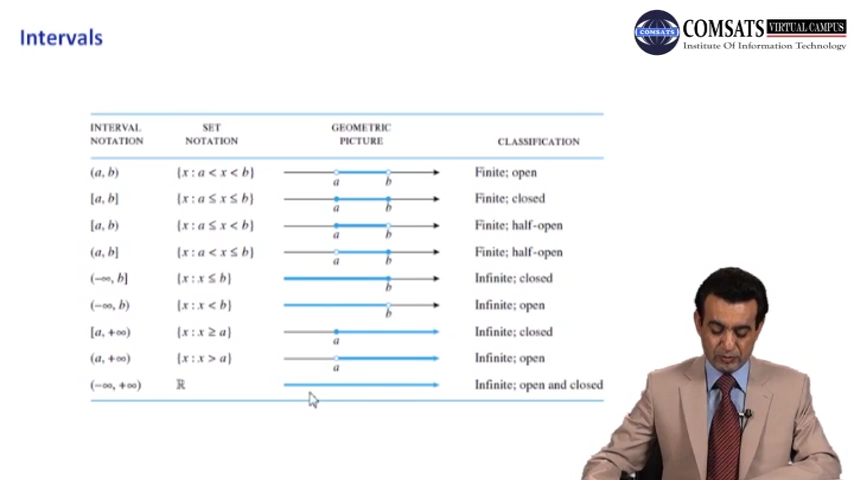 Intervals
COMSATS
COMSATS VIRTUAL CAMPUS
Institute Of Information Technology
INTERVAL NOTATION SET NOTATION GEOMETRIC PICTURE CLASSIFICATION
(a, b) {x : a < x < b} a b Finite; open
[a, b] {x : a ≤ x ≤ b} a b Finite; closed
[a, b) {x : a ≤ x < b} a b Finite; half-open
(a, b] {x : a < x ≤ b} a b Finite; half-open
(−∞, b] {x : x ≤ b} b Infinite; closed
(−∞, b) {x : x < b} b Infinite; open
[a, +∞) {x : x ≥ a} a Infinite; closed
(a, +∞) {x : x > a} a Infinite; open
(−∞, +∞) ℝ Infinite; open and closed